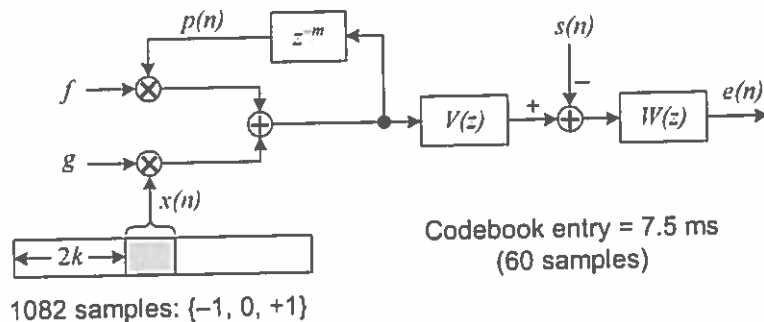 p(n)
z⁻ᵐ
s(n)
f
−
V(z)
+
W(z)
e(n)
g
x(n)
2k
Codebook entry = 7.5 ms
(60 samples)
1082 samples: {–1, 0, +1}